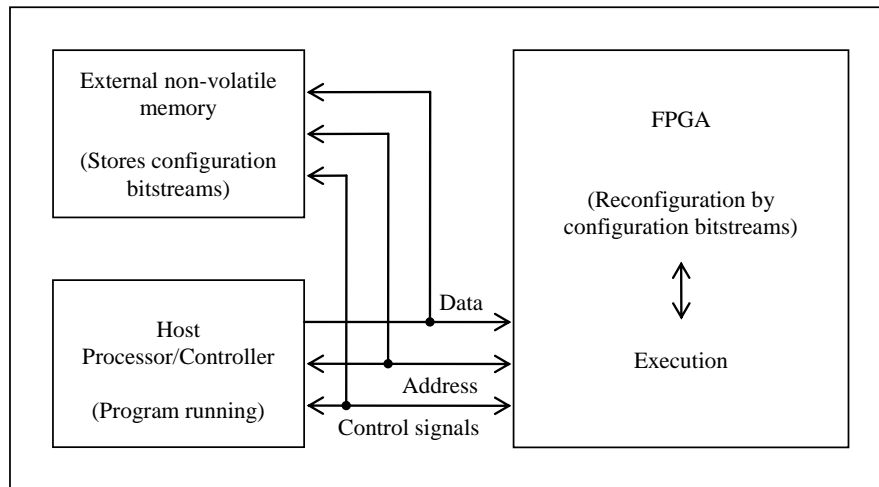 External non-volatile
memory
(Stores configuration
bitstreams)
FPGA
(Reconfiguration by
configuration bitstreams)
Execution
Host
Processor/Controller
(Program running)
Data
Address
Control signals